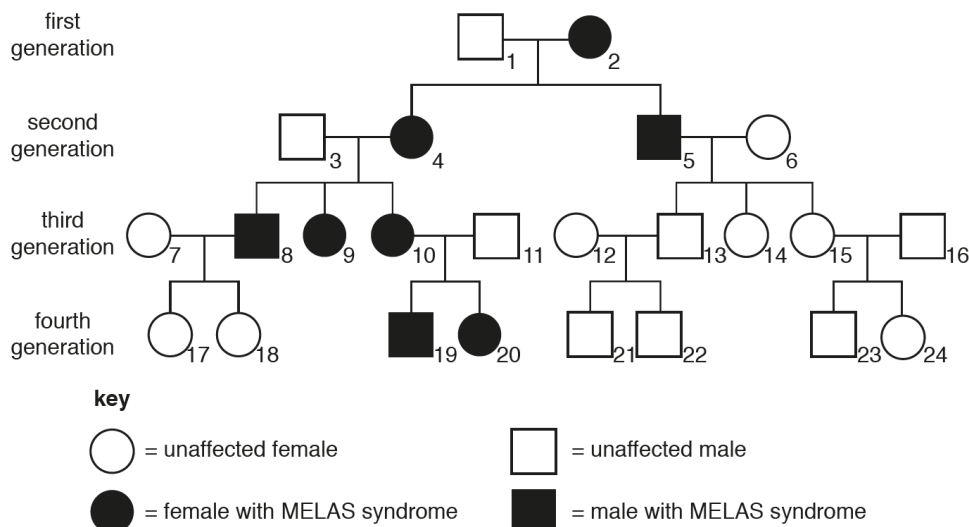 first
generation
1
2
second
generation
3
4
5
6
third
generation
7
8
9
10
11
12
13
14
15
16
fourth
generation
17
18
19
20
21
22
23
24
key
= unaffected female
= unaffected male
= female with MELAS syndrome
= male with MELAS syndrome